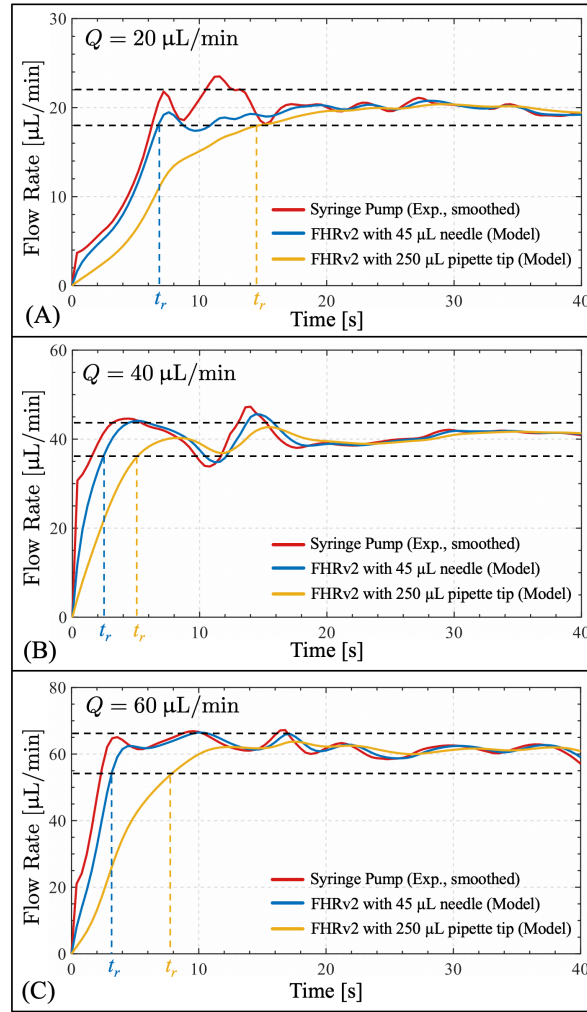 Q = 20 μL/min
Flow Rate [μL/min]
30
20
10
0
Syringe Pump (Exp., smoothed)
FHRv2 with 45 μL needle (Model)
FHRv2 with 250 μL pipette tip (Model)
0 10 20 30 40
t_r t_r
Time [s]
(A)
Q = 40 μL/min
Flow Rate [μL/min]
60
40
20
0
Syringe Pump (Exp., smoothed)
FHRv2 with 45 μL needle (Model)
FHRv2 with 250 μL pipette tip (Model)
0 10 20 30 40
t_r t_r
Time [s]
(B)
Q = 60 μL/min
Flow Rate [μL/min]
80
60
40
20
0
Syringe Pump (Exp., smoothed)
FHRv2 with 45 μL needle (Model)
FHRv2 with 250 μL pipette tip (Model)
0 10 20 30 40
t_r t_r
Time [s]
(C)